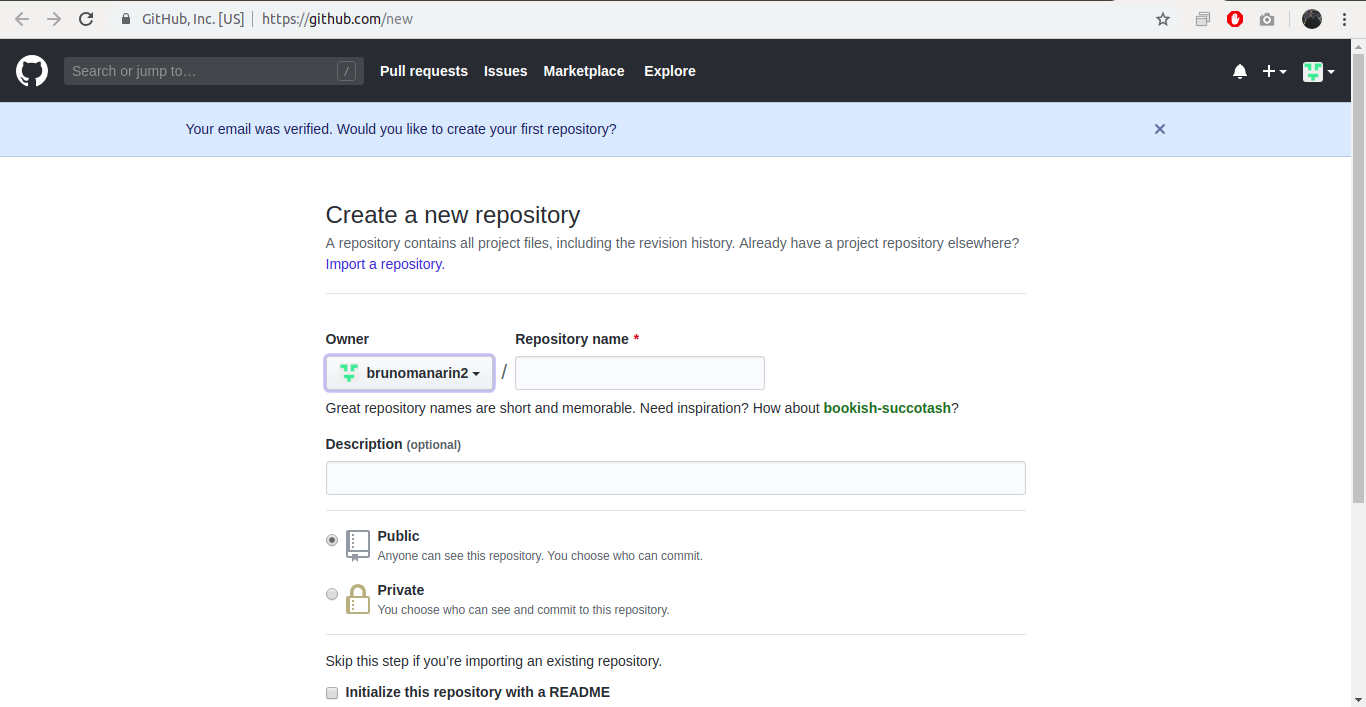 GitHub, Inc. [US] | https://github.com/new
Search or jump to… /
Pull requests Issues Marketplace Explore
Your email was verified. Would you like to create your first repository?
Create a new repository
A repository contains all project files, including the revision history. Already have a project repository elsewhere?
Import a repository.
Owner Repository name *
brunomanarin2 /
Great repository names are short and memorable. Need inspiration? How about bookish-succotash?
Description (optional)
Public
Anyone can see this repository. You choose who can commit.
Private
You choose who can see and commit to this repository.
Skip this step if you’re importing an existing repository.
Initialize this repository with a README